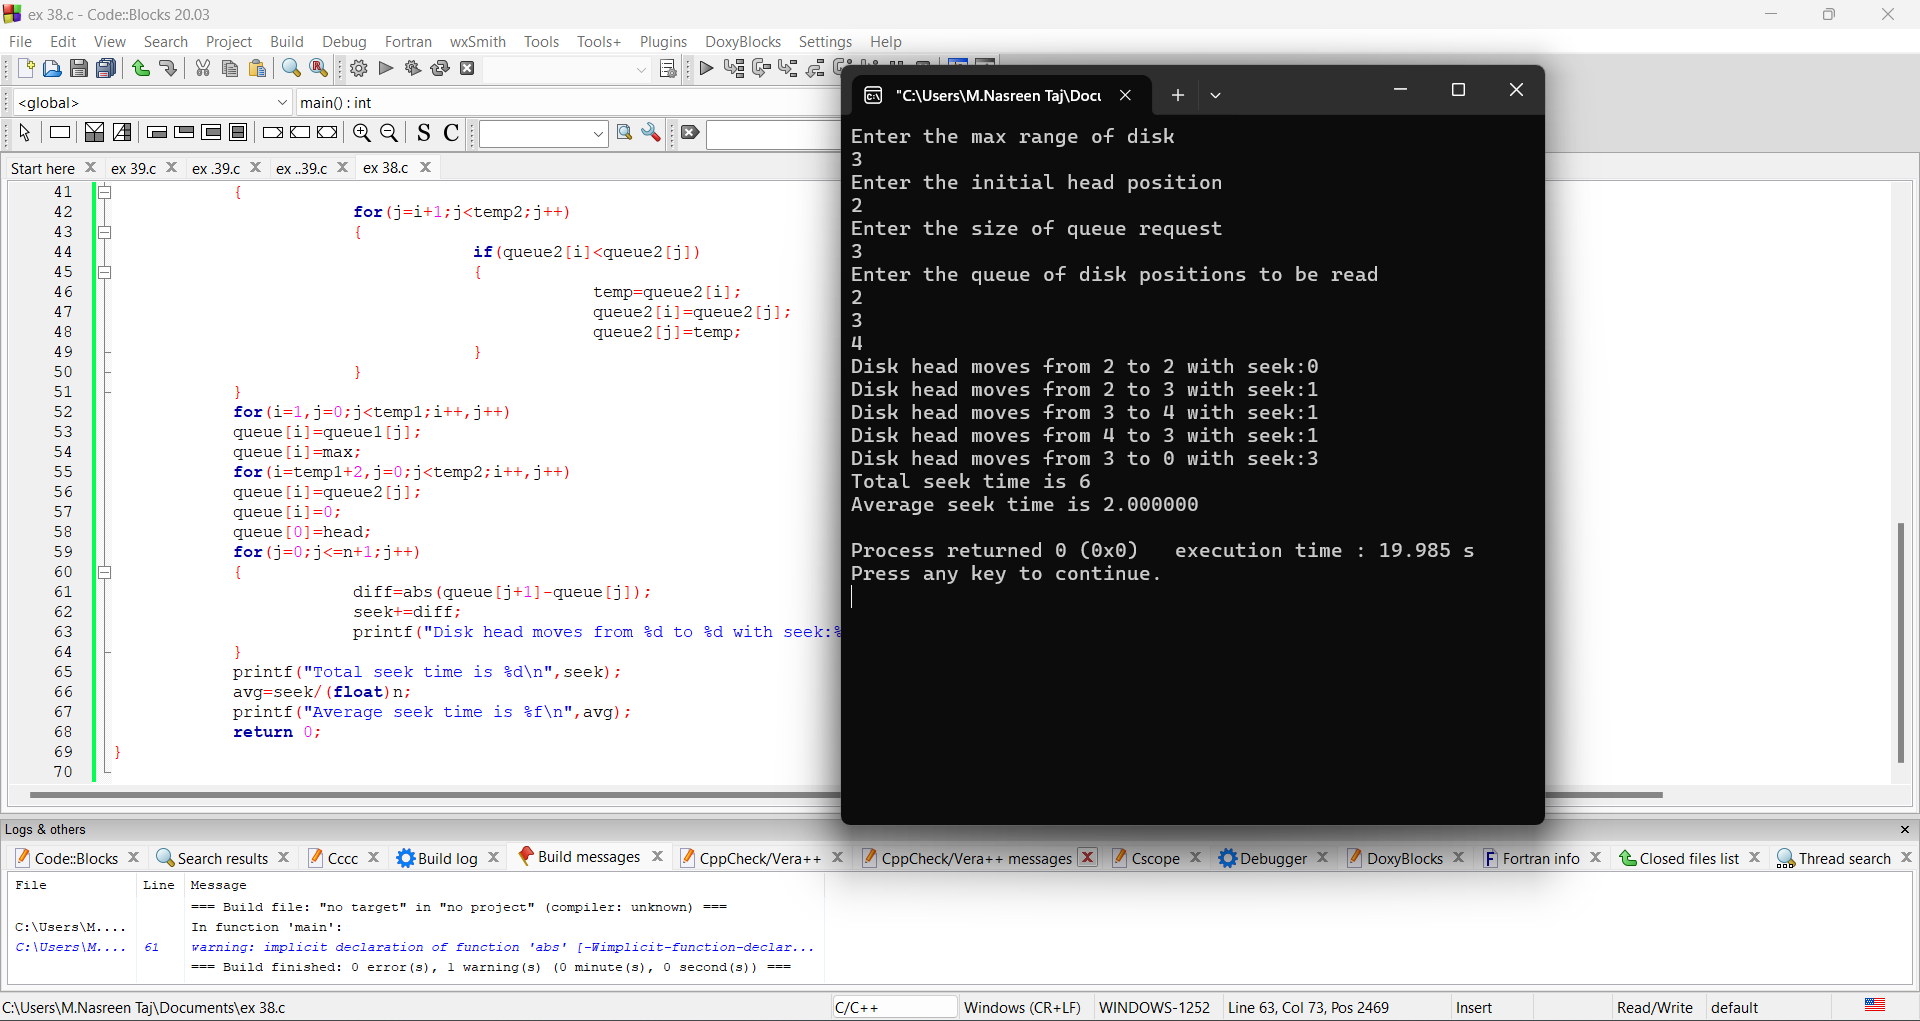 ex 38.c - Code::Blocks 20.03
File Edit View Search Project Build Debug Fortran wxSmith Tools Tools+ Plugins DoxyBlocks Settings Help
<global> main() : int
S C
Start here ex 39.c ex .39.c ex ..39.c ex 38.c
41 {
42 for(j=i+1;j<temp2;j++)
43 {
44 if(queue2[i]<queue2[j])
45 {
46 temp=queue2[i];
47 queue2[i]=queue2[j];
48 queue2[j]=temp;
49 }
50 }
51 }
52 for(i=1,j=0;j<temp1;i++,j++)
53 queue[i]=queue1[j];
54 queue[i]=max;
55 for(i=temp1+2,j=0;j<temp2;i++,j++)
56 queue[i]=queue2[j];
57 queue[i]=0;
58 queue[0]=head;
59 for(j=0;j<=n+1;j++)
60 {
61 diff=abs(queue[j+1]-queue[j]);
62 seek+=diff;
63 printf("Disk head moves from %d to %d with seek:%
64 }
65 printf("Total seek time is %d\n",seek);
66 avg=seek/(float)n;
67 printf("Average seek time is %f\n",avg);
68 return 0;
69 }
70
"C:\Users\M.Nasreen Taj\Docu
Enter the max range of disk
3
Enter the initial head position
2
Enter the size of queue request
3
Enter the queue of disk positions to be read
2
3
4
Disk head moves from 2 to 2 with seek:0
Disk head moves from 2 to 3 with seek:1
Disk head moves from 3 to 4 with seek:1
Disk head moves from 4 to 3 with seek:1
Disk head moves from 3 to 0 with seek:3
Total seek time is 6
Average seek time is 2.000000
Process returned 0 (0x0) execution time : 19.985 s
Press any key to continue.
Logs & others
Code::Blocks Search results Cccc Build log Build messages CppCheck/Vera++ CppCheck/Vera++ messages Cscope Debugger DoxyBlocks Fortran info Closed files list Thread search
File Line Message
=== Build file: "no target" in "no project" (compiler: unknown) ===
C:\Users\M.... In function 'main':
C:\Users\M.... 61 warning: implicit declaration of function 'abs' [-Wimplicit-function-declar...
=== Build finished: 0 error(s), 1 warning(s) (0 minute(s), 0 second(s)) ===
C:\Users\M.Nasreen Taj\Documents\ex 38.c C/C++ Windows (CR+LF) WINDOWS-1252 Line 63, Col 73, Pos 2469 Insert Read/Write default